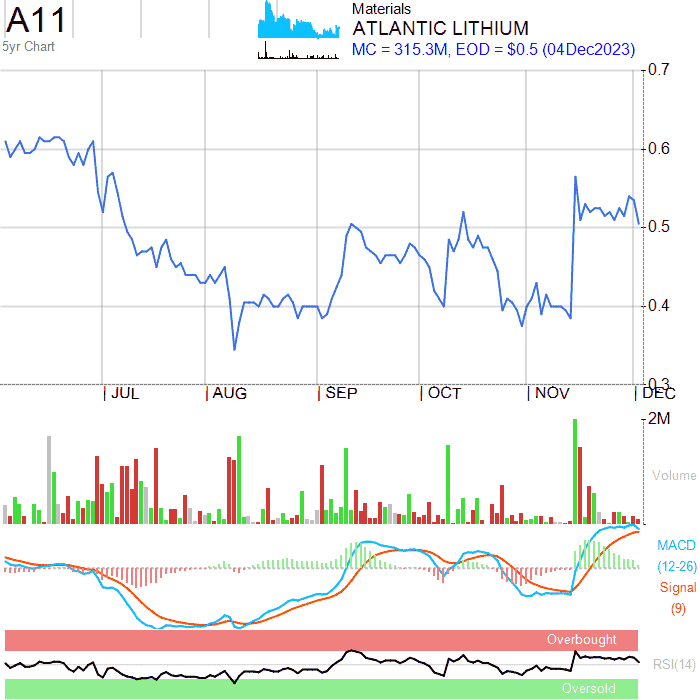 A11
5yr Chart
Materials
ATLANTIC LITHIUM
MC = 315.3M, EOD = $0.5 (04Dec2023)
0.7
0.6
0.5
0.4
0.3
JUL AUG SEP OCT NOV DEC
2M
Volume
MACD
(12-26)
Signal
(9)
Overbought
RSI(14)
Oversold